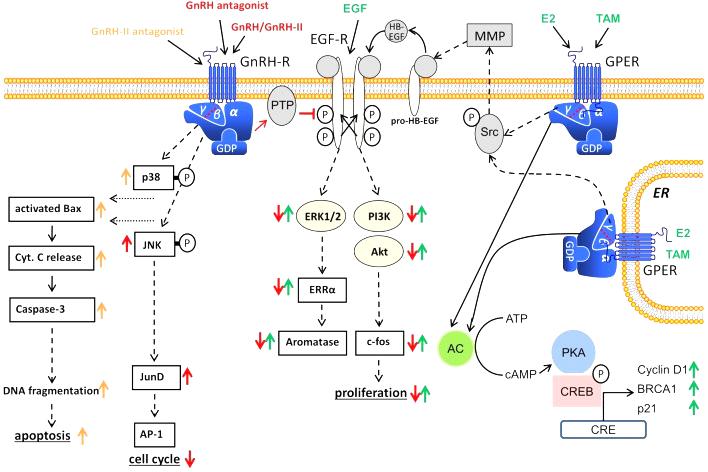 GnRH antagonist
GnRH-II antagonist
GnRH/GnRH-II
EGF
E2
TAM
GnRH-R
EGF-R
HB-
EGF
MMP
GPER
PTP
P
P
P
P
pro-HB-EGF
P
Src
γ
β
α
GDP
γ
α
GDP
p38
P
activated Bax
JNK
P
Cyt. C release
Caspase-3
DNA fragmentation
apoptosis
JunD
AP-1
cell cycle
ERK1/2
PI3K
Akt
ERRα
Aromatase
c-fos
proliferation
ER
E2
TAM
GPER
γ
α
GDP
AC
ATP
cAMP
PKA
P
CREB
CRE
Cyclin D1
BRCA1
p21